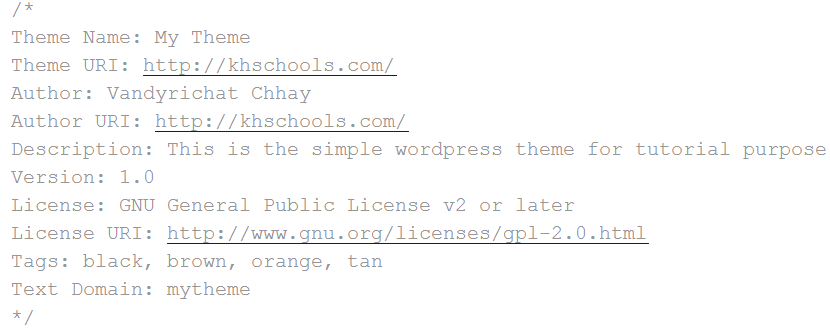 /*
Theme Name: My Theme
Theme URI: http://khschools.com/
Author: Vandyrichat Chhay
Author URI: http://khschools.com/
Description: This is the simple wordpress theme for tutorial purpose
Version: 1.0
License: GNU General Public License v2 or later
License URI: http://www.gnu.org/licenses/gpl-2.0.html
Tags: black, brown, orange, tan
Text Domain: mytheme
*/